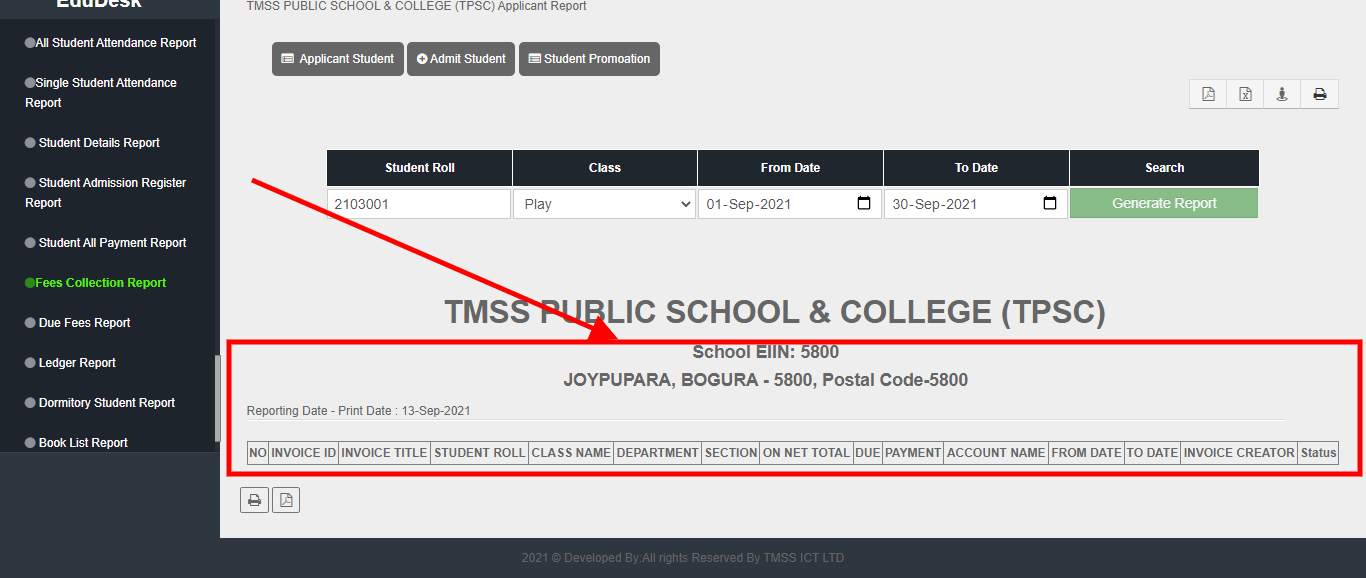 EduDesk
TMSS PUBLIC SCHOOL & COLLEGE (TPSC) Applicant Report
All Student Attendance Report
Single Student Attendance
Report
Student Details Report
Student Admission Register
Report
Student All Payment Report
Fees Collection Report
Due Fees Report
Ledger Report
Dormitory Student Report
Book List Report
Applicant Student Admit Student Student Promoation
Student Roll Class From Date To Date Search
2103001 Play 01-Sep-2021 30-Sep-2021 Generate Report
TMSS PUBLIC SCHOOL & COLLEGE (TPSC)
School EIIN: 5800
JOYPUPARA, BOGURA - 5800, Postal Code-5800
Reporting Date - Print Date : 13-Sep-2021
NO INVOICE ID INVOICE TITLE STUDENT ROLL CLASS NAME DEPARTMENT SECTION ON NET TOTAL DUE PAYMENT ACCOUNT NAME FROM DATE TO DATE INVOICE CREATOR Status
2021 © Developed By:All rights Reserved By TMSS ICT LTD